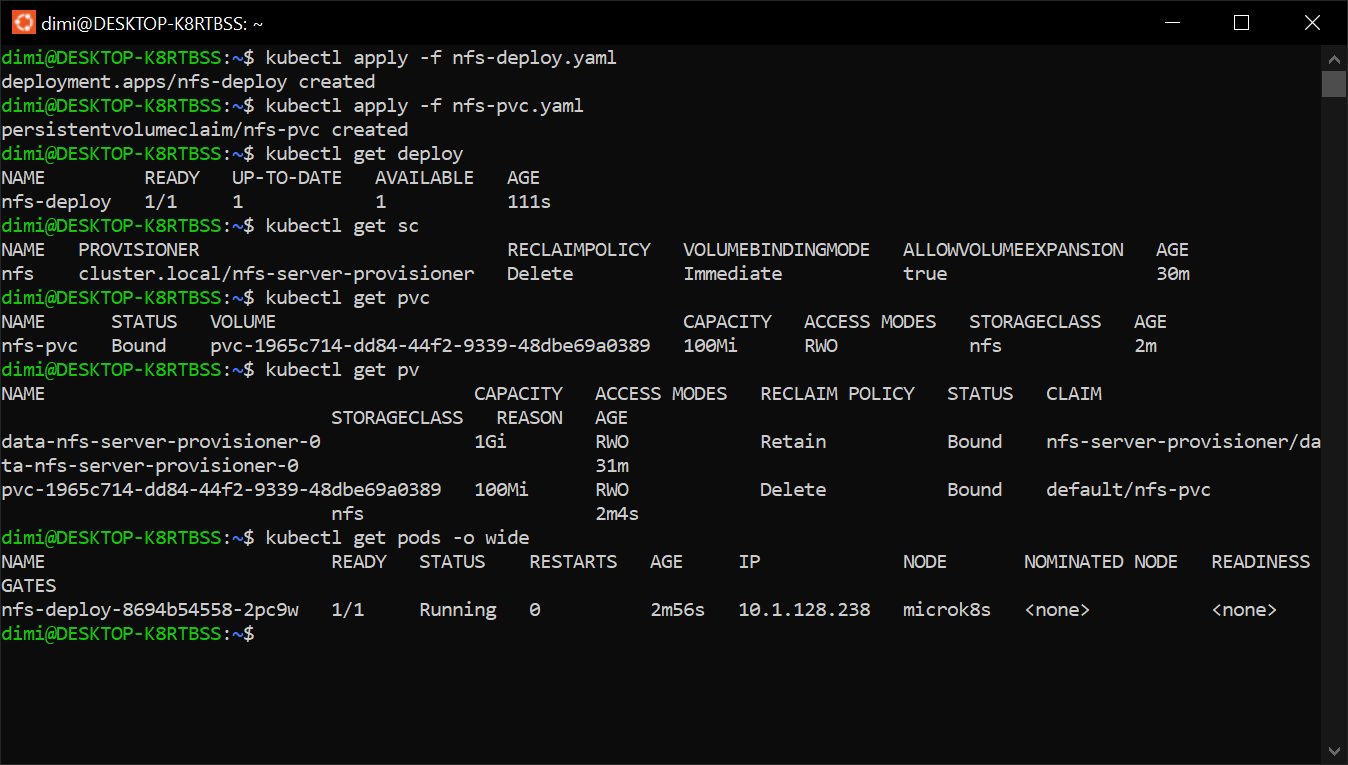 dimi@DESKTOP-K8RTBSS: ~
dimi@DESKTOP-K8RTBSS:~$ kubectl apply -f nfs-deploy.yaml
deployment.apps/nfs-deploy created
dimi@DESKTOP-K8RTBSS:~$ kubectl apply -f nfs-pvc.yaml
persistentvolumeclaim/nfs-pvc created
dimi@DESKTOP-K8RTBSS:~$ kubectl get deploy
NAME         READY   UP-TO-DATE   AVAILABLE   AGE
nfs-deploy   1/1     1            1           111s
dimi@DESKTOP-K8RTBSS:~$ kubectl get sc
NAME   PROVISIONER                            RECLAIMPOLICY   VOLUMEBINDINGMODE   ALLOWVOLUMEEXPANSION   AGE
nfs    cluster.local/nfs-server-provisioner   Delete          Immediate           true                   30m
dimi@DESKTOP-K8RTBSS:~$ kubectl get pvc
NAME      STATUS   VOLUME                                     CAPACITY   ACCESS MODES   STORAGECLASS   AGE
nfs-pvc   Bound    pvc-1965c714-dd84-44f2-9339-48dbe69a0389   100Mi      RWO            nfs            2m
dimi@DESKTOP-K8RTBSS:~$ kubectl get pv
NAME                                       CAPACITY   ACCESS MODES   RECLAIM POLICY   STATUS   CLAIM
                              STORAGECLASS   REASON   AGE
data-nfs-server-provisioner-0              1Gi        RWO            Retain           Bound    nfs-server-provisioner/da
ta-nfs-server-provisioner-0                           31m
pvc-1965c714-dd84-44f2-9339-48dbe69a0389   100Mi      RWO            Delete           Bound    default/nfs-pvc
                              nfs                     2m4s
dimi@DESKTOP-K8RTBSS:~$ kubectl get pods -o wide
NAME                          READY   STATUS    RESTARTS   AGE     IP             NODE       NOMINATED NODE   READINESS
GATES
nfs-deploy-8694b54558-2pc9w   1/1     Running   0          2m56s   10.1.128.238   microk8s   <none>           <none>
dimi@DESKTOP-K8RTBSS:~$